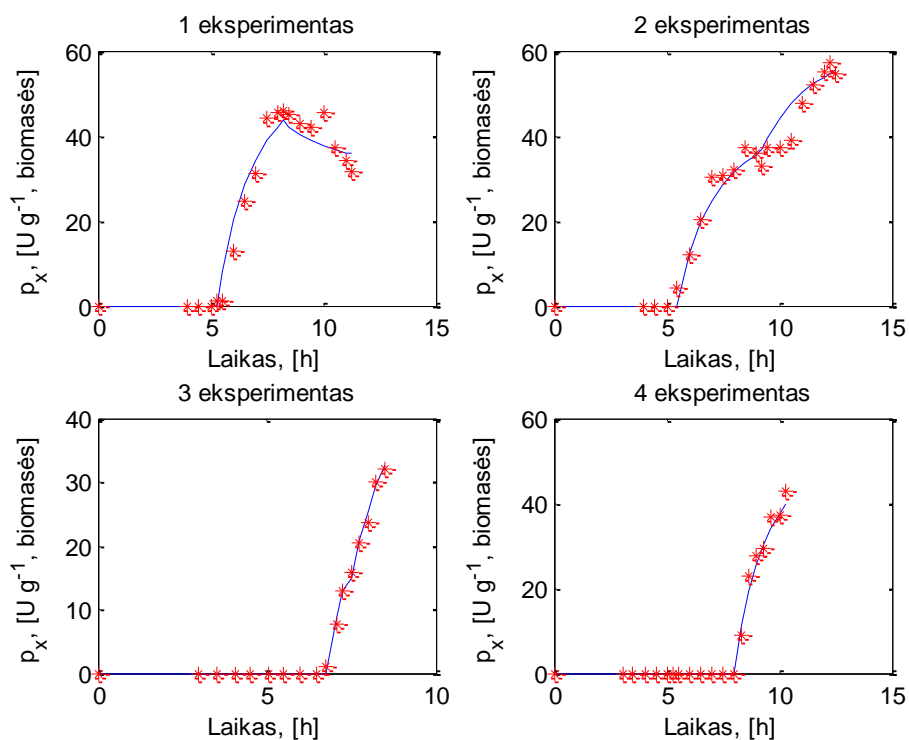 1 eksperimentas
60
40
20
0
0 5 10 15
p_x, [U g^-1, biomasės]
Laikas, [h]
2 eksperimentas
60
40
20
0
0 5 10 15
p_x, [U g^-1, biomasės]
Laikas, [h]
3 eksperimentas
40
30
20
10
0
0 5 10
p_x, [U g^-1, biomasės]
Laikas, [h]
4 eksperimentas
60
40
20
0
0 5 10 15
p_x, [U g^-1, biomasės]
Laikas, [h]